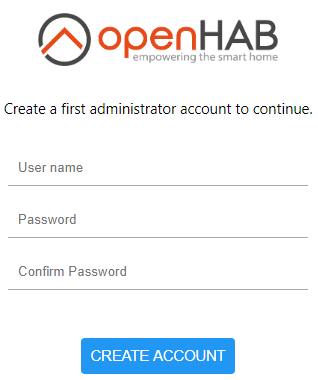 openHAB
empowering the smart home
Create a first administrator account to continue.
User name
Password
Confirm Password
CREATE ACCOUNT